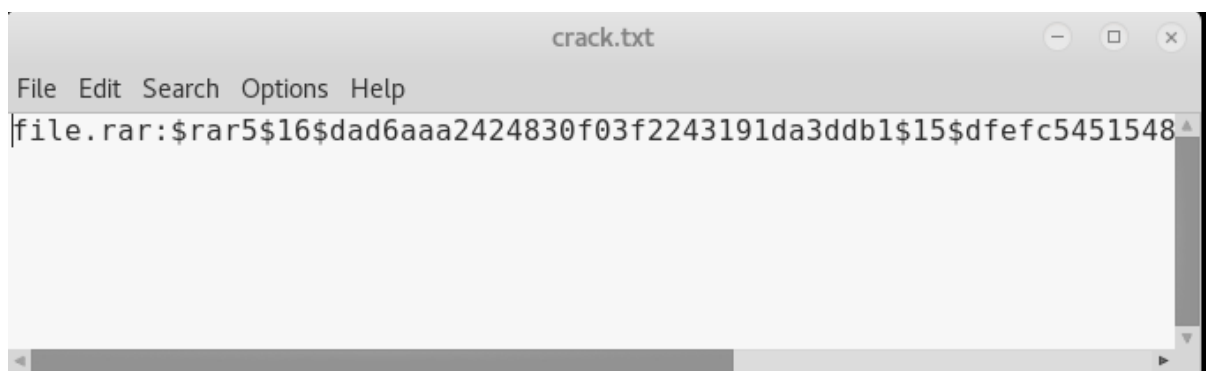 crack.txt
File Edit Search Options Help
file.rar:$rar5$16$dad6aaa2424830f03f2243191da3ddb1$15$dfefc5451548